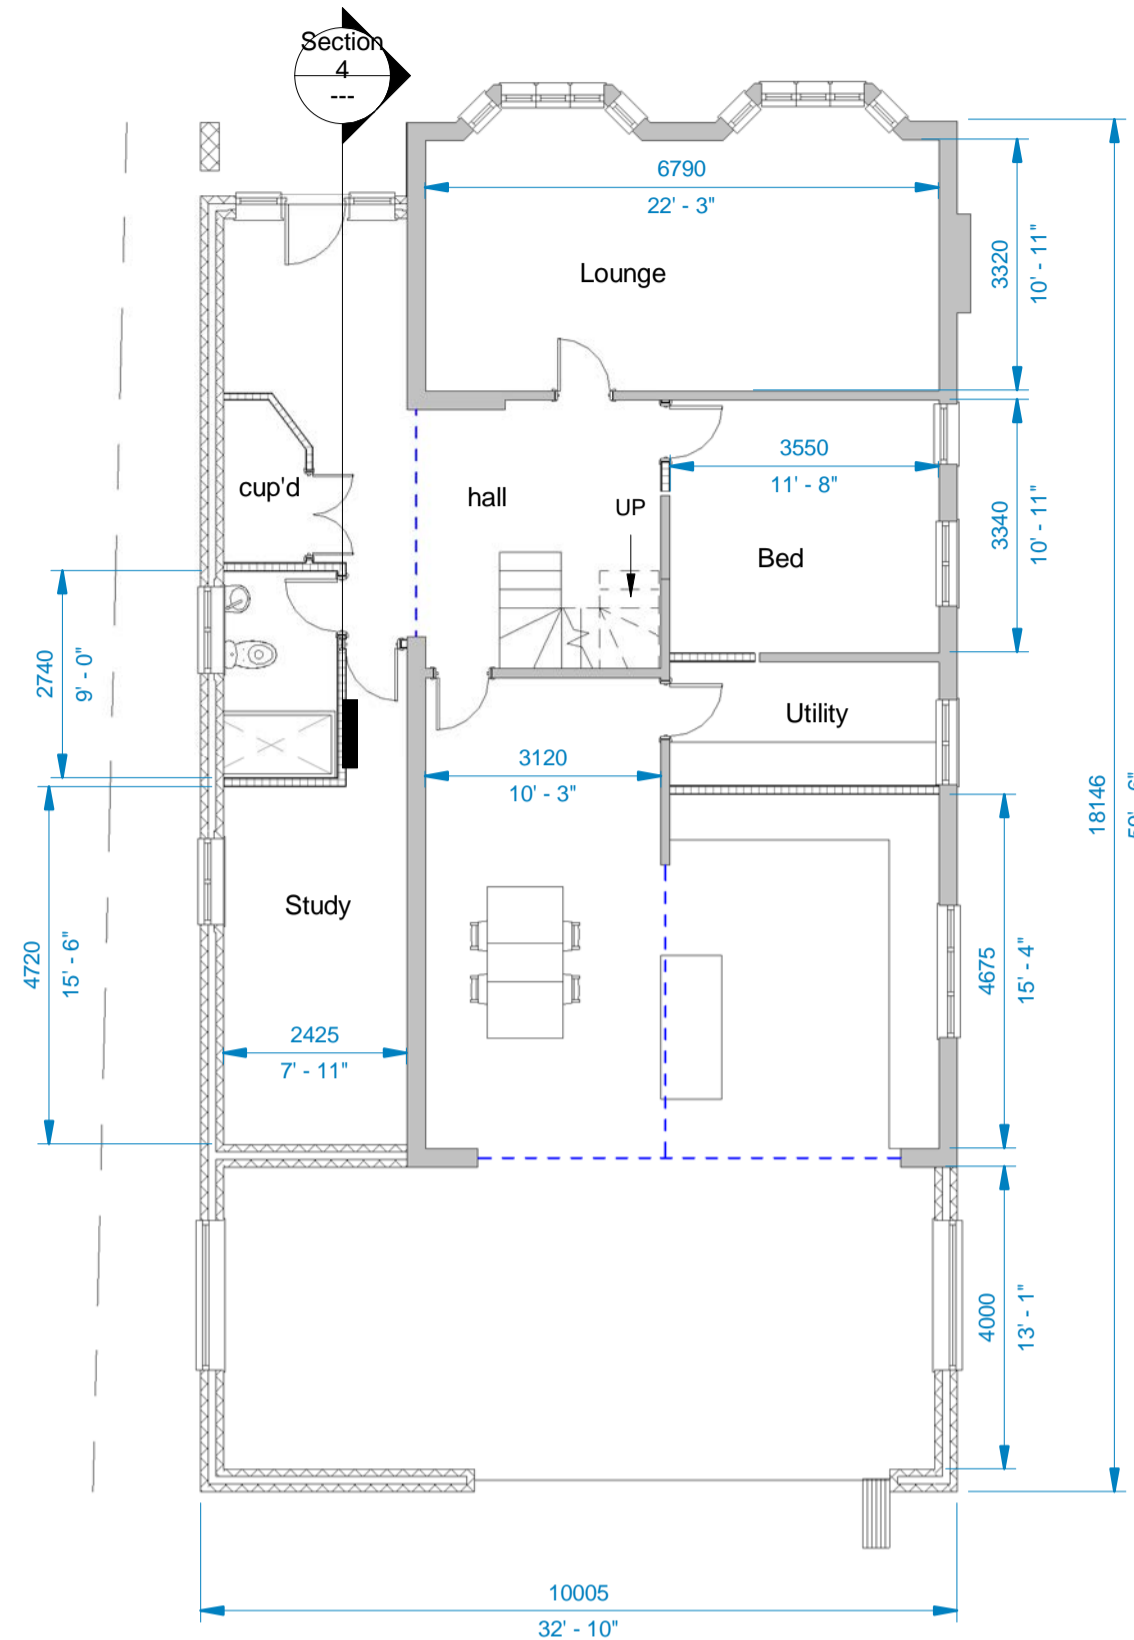 Section
4
---
6790
22' - 3"
Lounge
3320
10' - 11"
3550
11' - 8"
cup'd
hall
UP
3340
10' - 11"
Bed
2740
9' - 0"
Utility
3120
10' - 3"
18146
Study
4720
15' - 6"
4675
15' - 4"
2425
7' - 11"
4000
13' - 1"
10005
32' - 10"